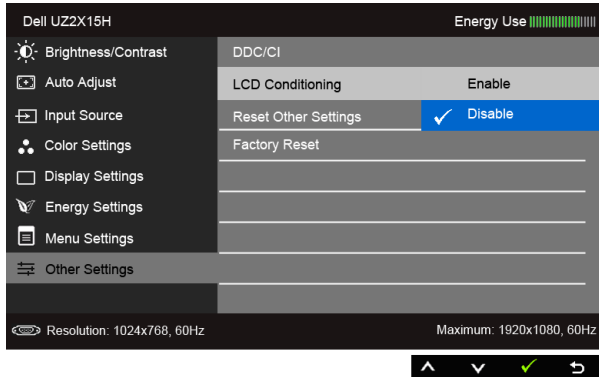 Dell UZ2X15H Energy Use
Brightness/Contrast DDC/CI
Auto Adjust LCD Conditioning Enable
Input Source Reset Other Settings Disable
Color Settings Factory Reset
Display Settings
Energy Settings
Menu Settings
Other Settings
Resolution: 1024x768, 60Hz Maximum: 1920x1080, 60Hz